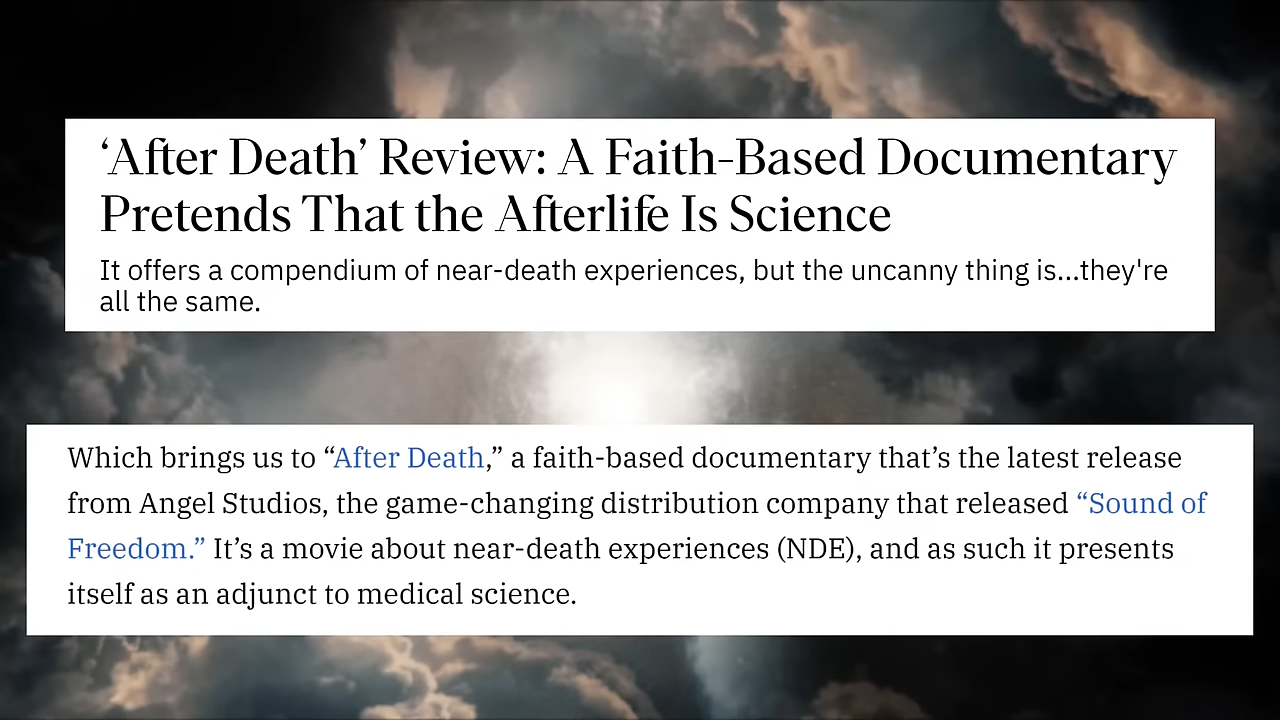 ‘After Death’ Review: A Faith-Based Documentary
Pretends That the Afterlife Is Science
It offers a compendium of near-death experiences, but the uncanny thing is...they're
all the same.
Which brings us to “After Death,” a faith-based documentary that’s the latest release
from Angel Studios, the game-changing distribution company that released “Sound of
Freedom.” It’s a movie about near-death experiences (NDE), and as such it presents
itself as an adjunct to medical science.